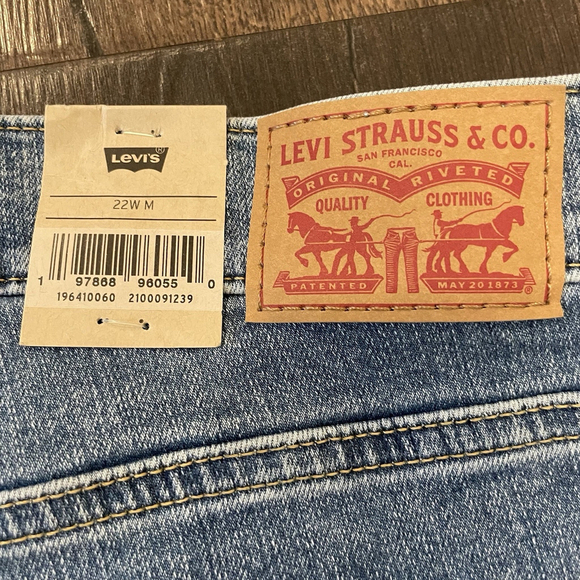 LEVI'S®
22W M
1 97868 96055 0
196410060 2100091239
LEVI STRAUSS & CO.
SAN FRANCISCO
CAL.
ORIGINAL RIVETED
QUALITY CLOTHING
PATENTED MAY 20 1873
®